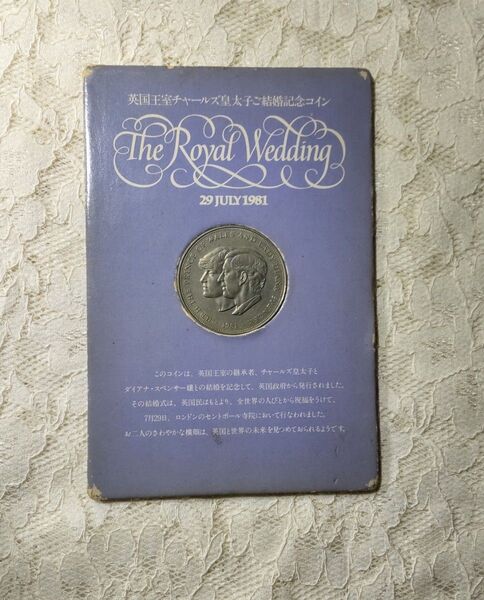 英国王室チャールズ皇太子ご結婚記念コイン
The Royal Wedding
29 JULY 1981
1981
このコインは、英国王室の継承者、チャールズ皇太子と
ダイアナ・スペンサー嬢との結婚を記念して、英国政府から発行されました。
その結婚式は、英国民はもとより、全世界の人びとから祝福をうけて、
7月29日、ロンドンのセントポール寺院において行なわれました。
お二人のさわやかな横顔は、英国と世界の未来を見つめておられるようです。